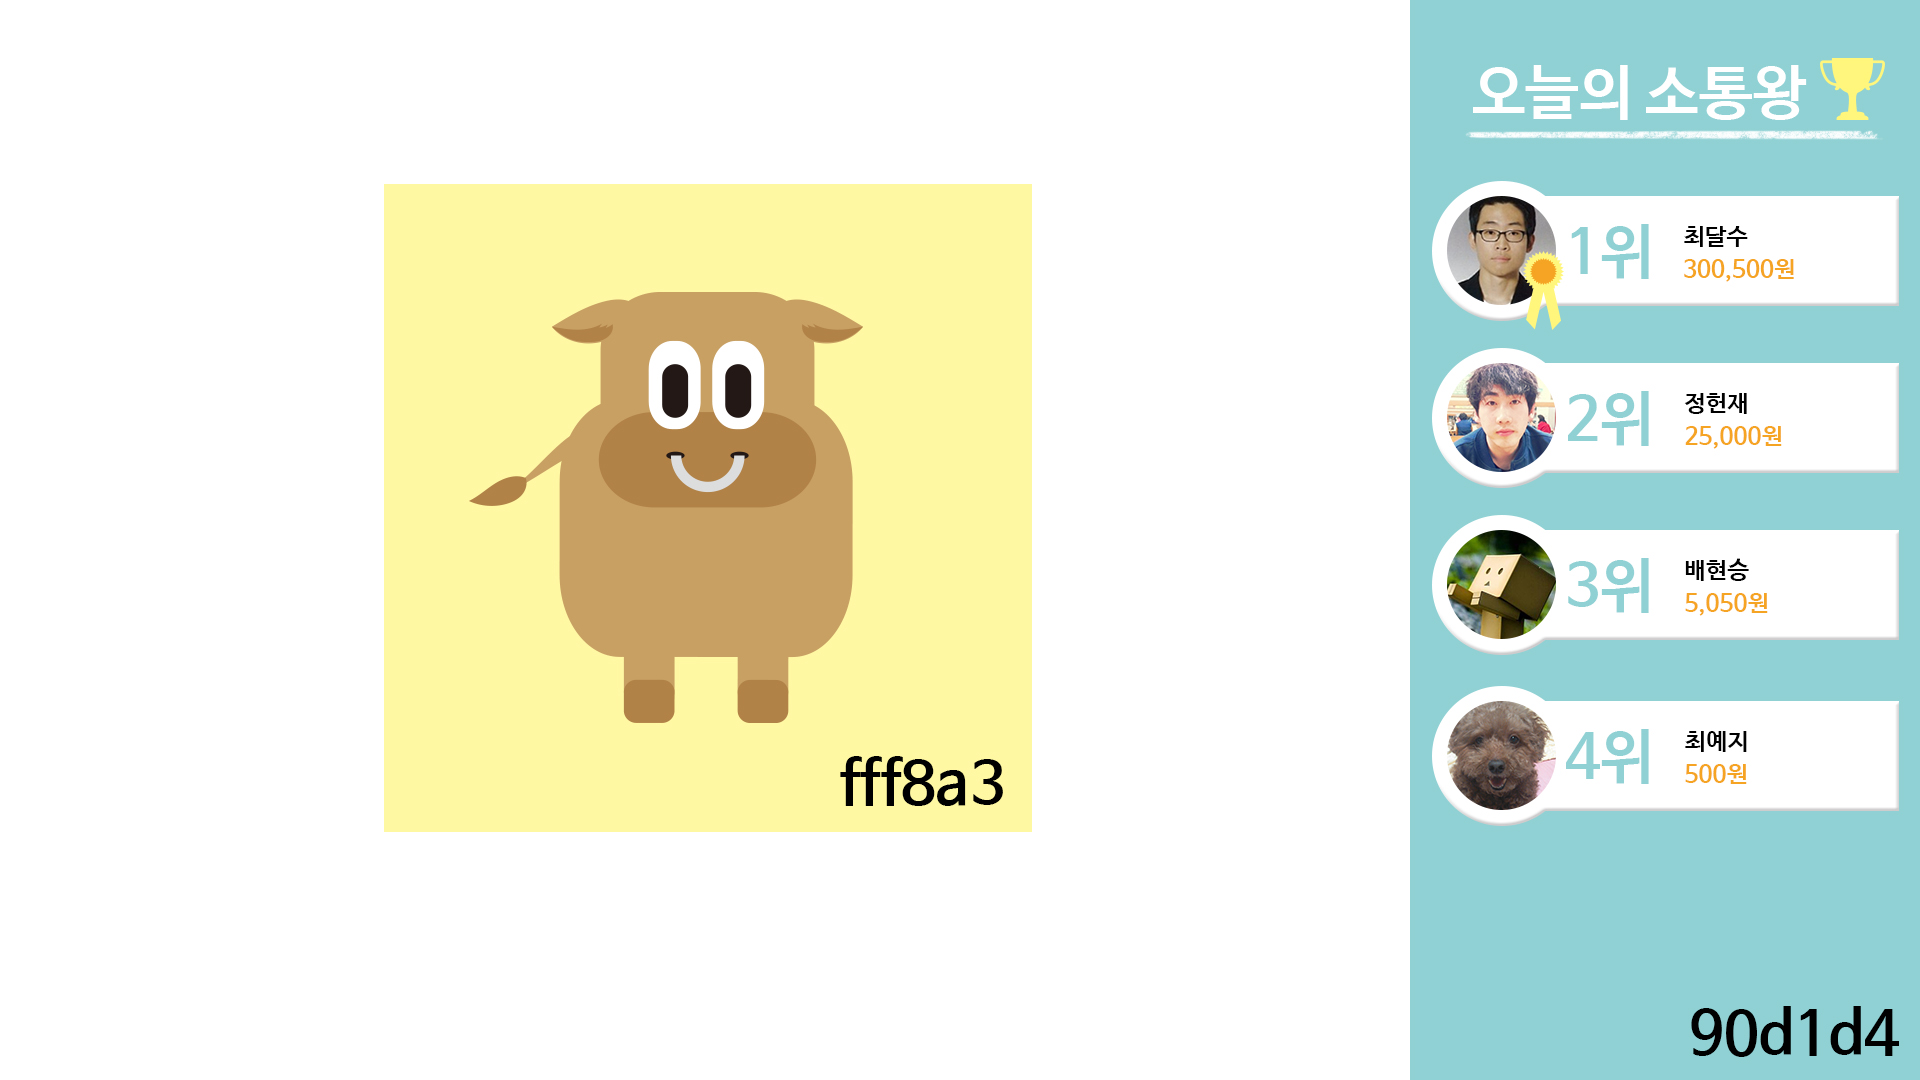 오늘의 소통왕
1위
최달수
300,500원
2위
정헌재
25,000원
3위
배현승
5,050원
4위
최예지
500원
fff8a3
90d1d4